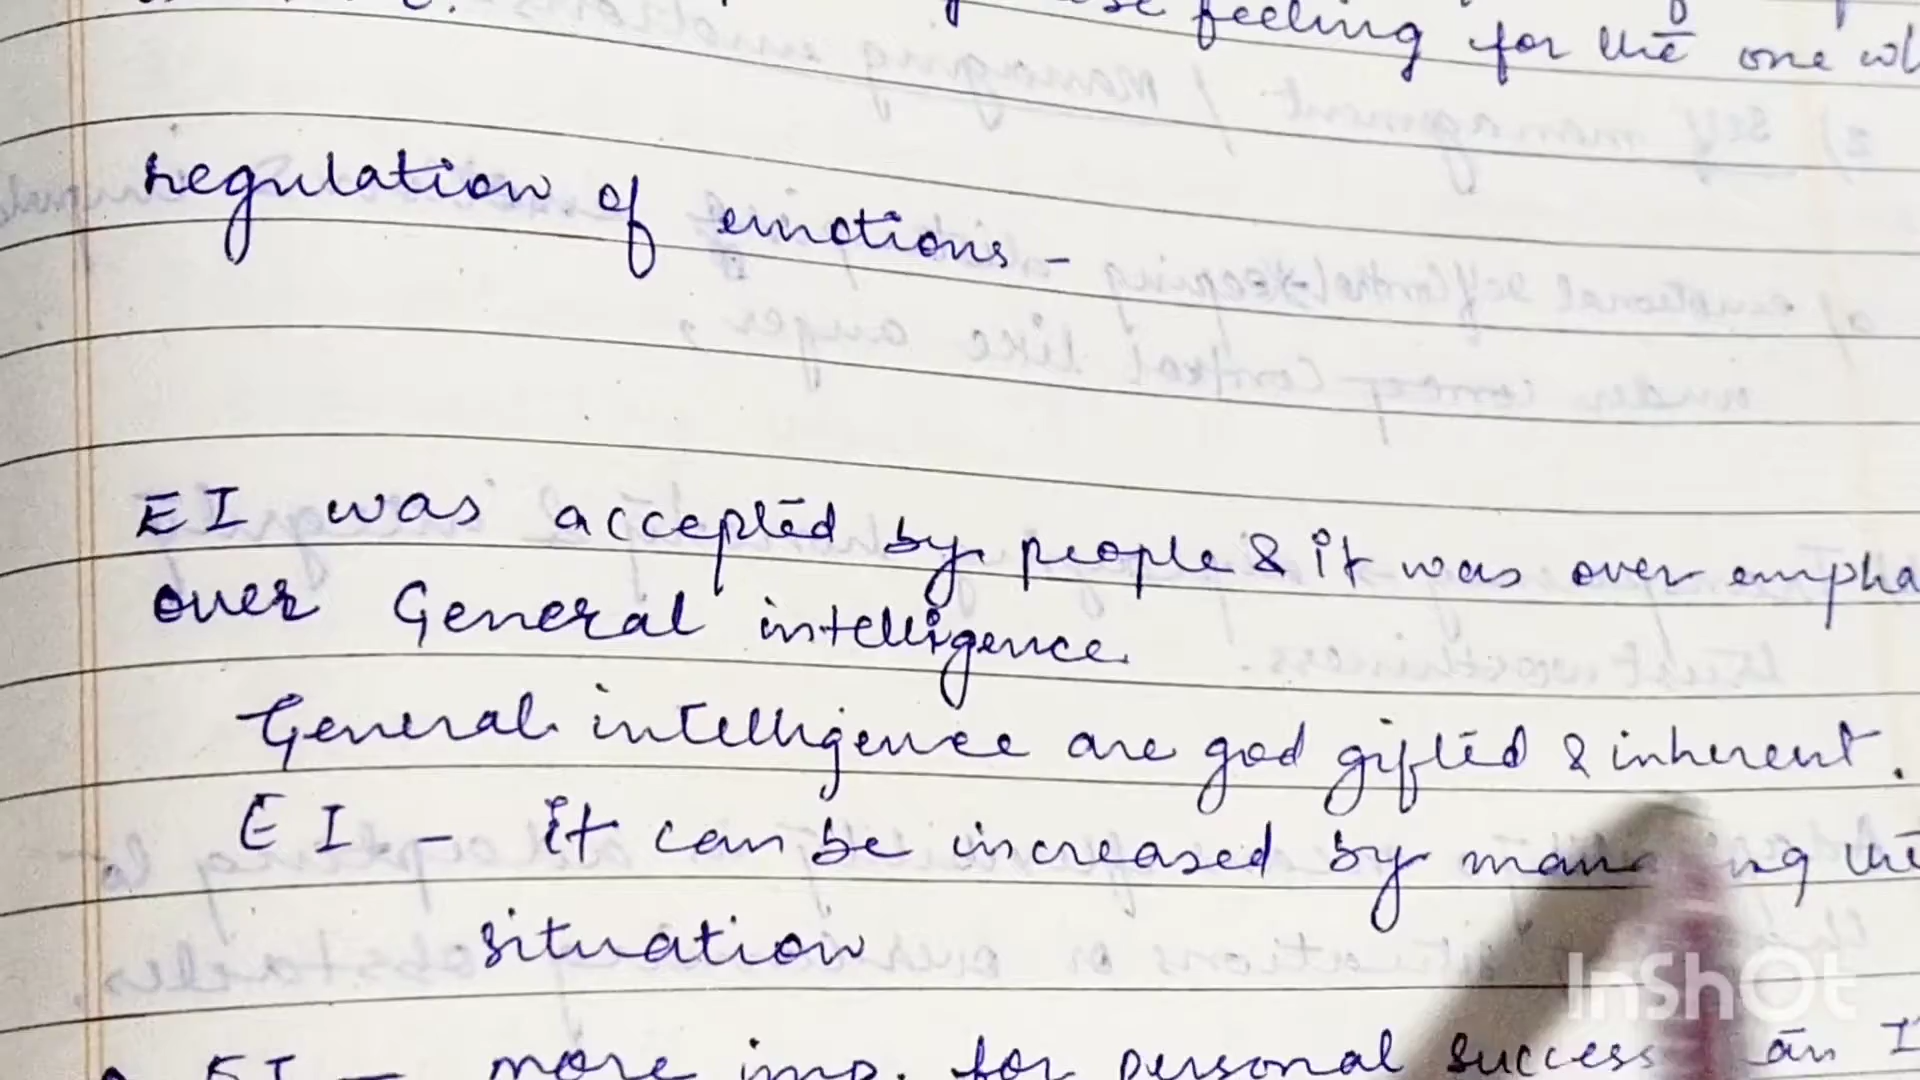 feeling for the one
regulation of emotions -
EI was accepted by people & it was over empha
over General intelligence.
General intelligence are god gifted & inherent.
EI - it can be increased by the
situation
EI - more imp. for personal success
InShOt